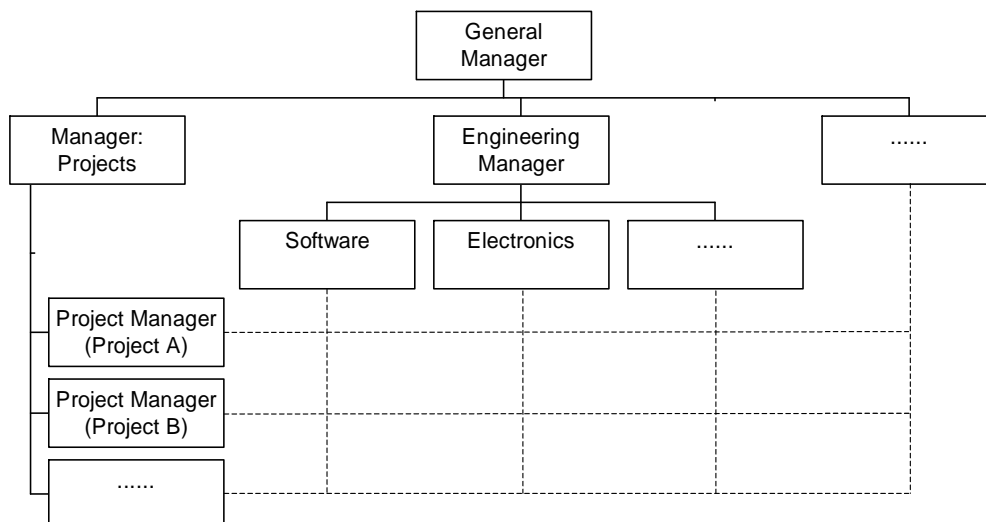 General
Manager
Manager:
Projects
Engineering
Manager
......
Software
Electronics
......
Project Manager
(Project A)
Project Manager
(Project B)
......